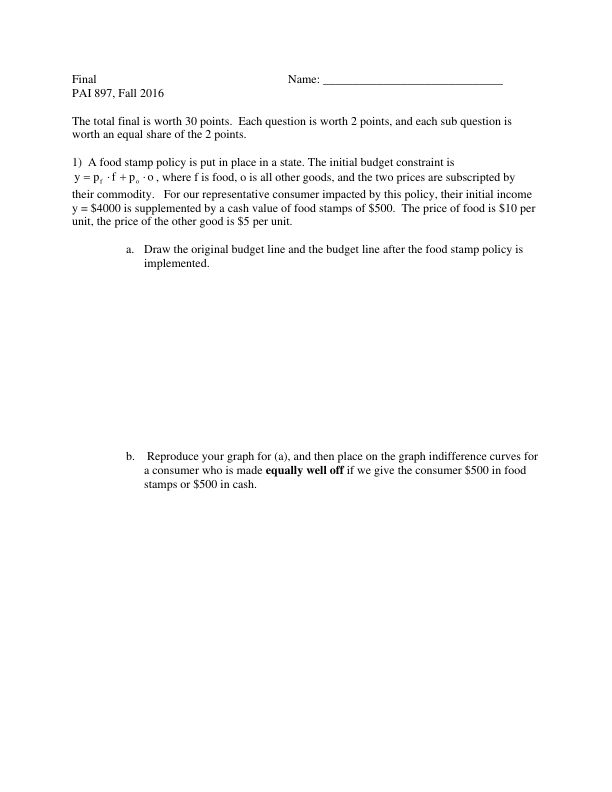 Final Name: ______________________________
PAI 897, Fall 2016
The total final is worth 30 points. Each question is worth 2 points, and each sub question is
worth an equal share of the 2 points.
1) A food stamp policy is put in place in a state. The initial budget constraint is
y = p_f · f + p_o · o , where f is food, o is all other goods, and the two prices are subscripted by
their commodity. For our representative consumer impacted by this policy, their initial income
y = $4000 is supplemented by a cash value of food stamps of $500. The price of food is $10 per
unit, the price of the other good is $5 per unit.
a. Draw the original budget line and the budget line after the food stamp policy is
implemented.
b. Reproduce your graph for (a), and then place on the graph indifference curves for
a consumer who is made equally well off if we give the consumer $500 in food
stamps or $500 in cash.